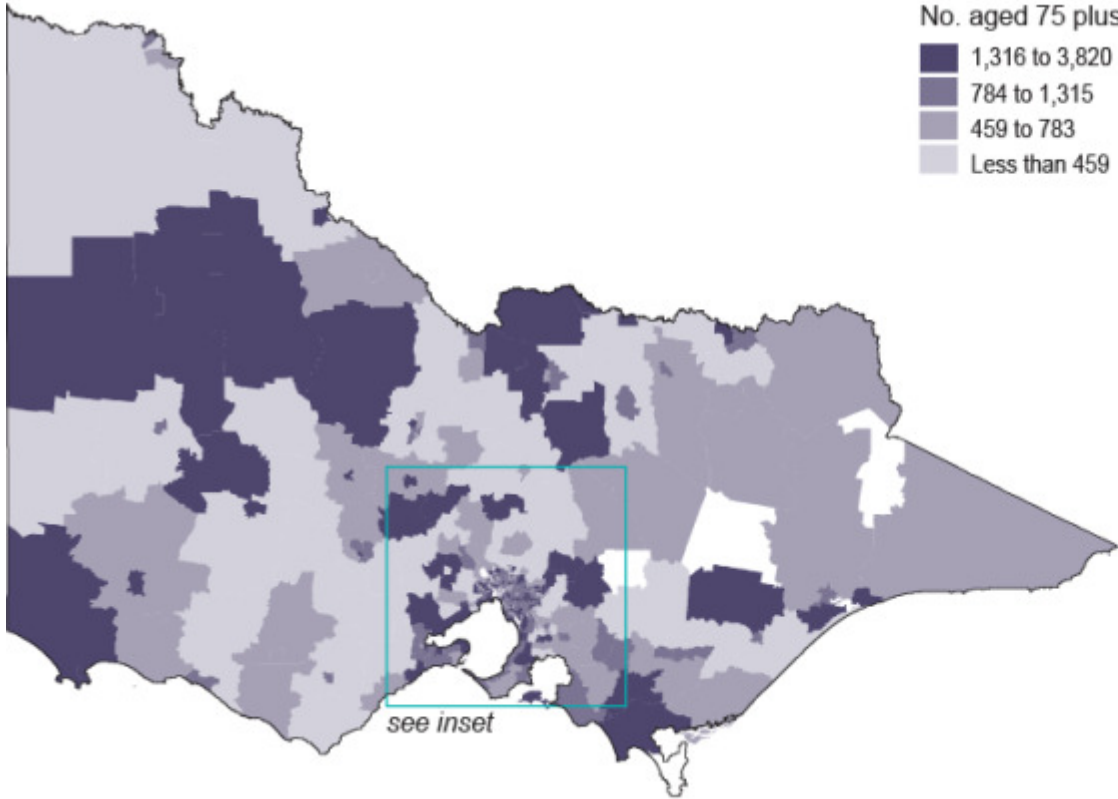 No. aged 75 plus
1,316 to 3,820
784 to 1,315
459 to 783
Less than 459
see inset